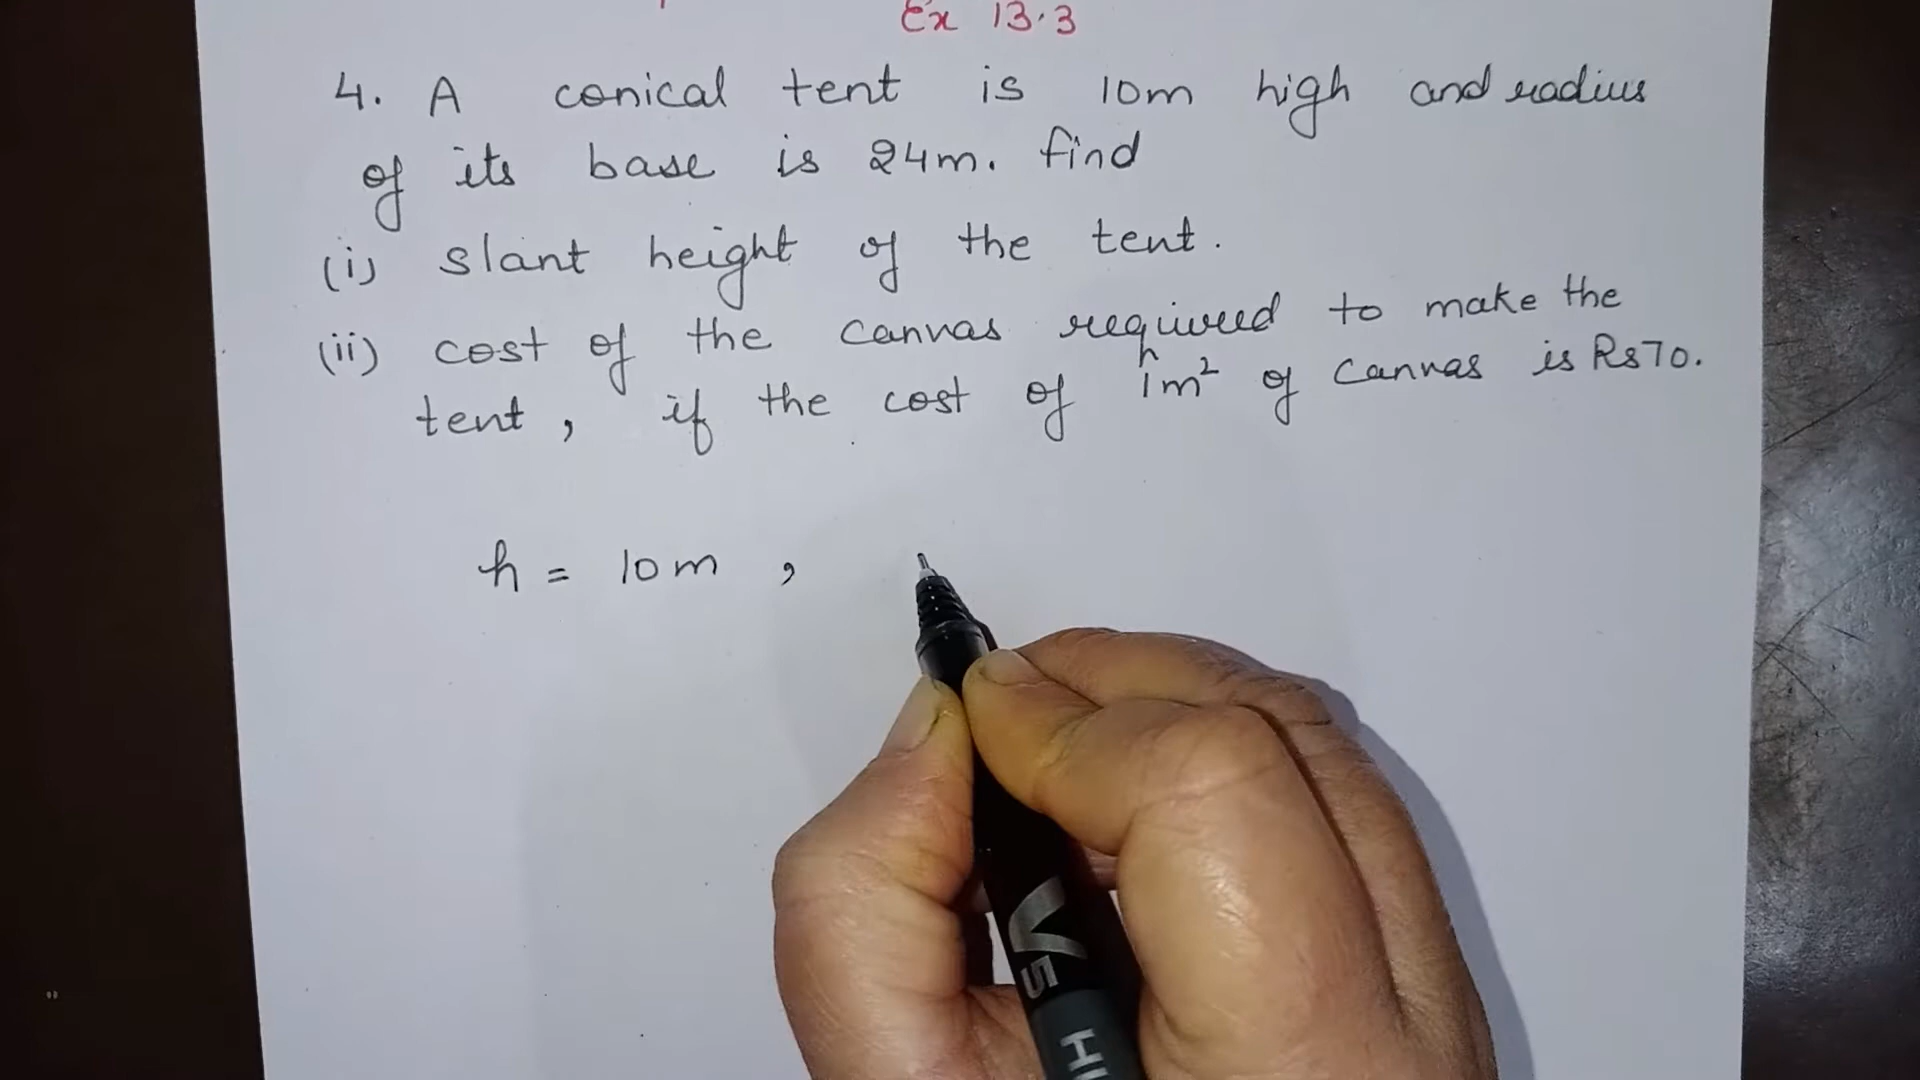 Ex 13.3
4. A conical tent is 10m high and radius
of its base is 24m. find
(i) slant height of the tent.
(ii) cost of the canvas required to make the
tent, if the cost of 1m² of canvas is Rs70.
h = 10m ,
V5
HI